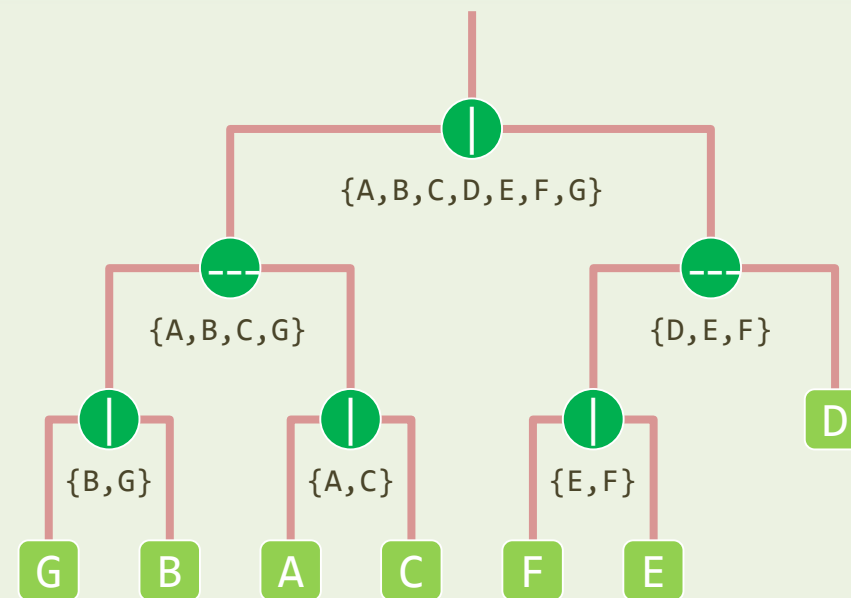 {A,B,C,D,E,F,G}
{A,B,C,G}
{D,E,F}
D
{B,G}
{A,C}
{E,F}
G
B
A
C
F
E